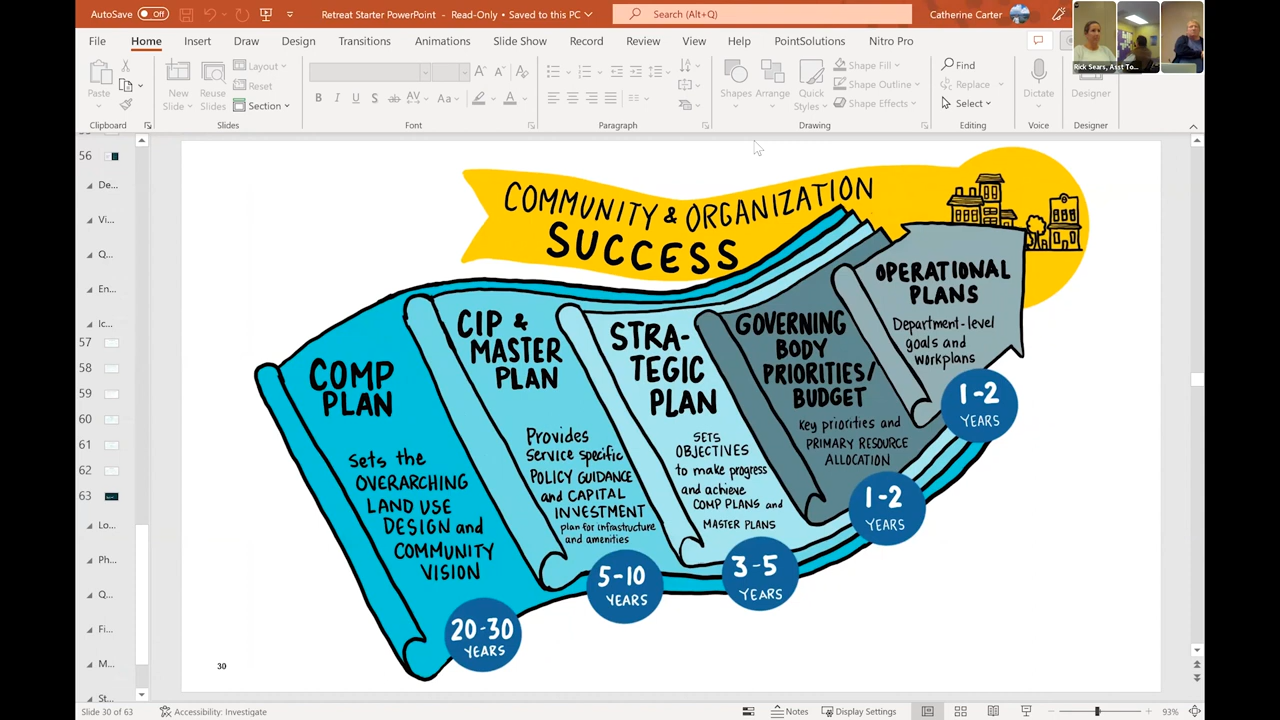 AutoSave Off Retreat Starter PowerPoint - Read-Only • Saved to this PC Search (Alt+Q) Catherine Carter
File Home Insert Draw Design Transitions Animations Slide Show Record Review View Help PointSolutions Nitro Pro
Rick Sears, Asst To...
Paste New Slide Reuse Slides Layout Reset Section Shapes Arrange Quick Styles Shape Fill Shape Outline Shape Effects Find Replace Select Dictate Designer
Clipboard Slides Font Paragraph Drawing Editing Voice Designer
56
De...
Vi...
Q...
En...
Ic...
57
58
59
60
61
62
63
Lo...
Ph...
Q...
Fi...
M...
St...
COMMUNITY & ORGANIZATION
SUCCESS
COMP
PLAN
Sets the
OVERARCHING
LAND USE
DESIGN and
COMMUNITY
VISION
20-30
YEARS
CIP &
MASTER
PLAN
Provides
Service specific
POLICY GUIDANCE
and CAPITAL
INVESTMENT
plan for infrastructure
and amenities
5-10
YEARS
STRA-
TEGIC
PLAN
SETS
OBJECTIVES
to make progress
and achieve
COMP PLANS and
MASTER PLANS
3-5
YEARS
GOVERNING
BODY
PRIORITIES/
BUDGET
Key priorities and
PRIMARY RESOURCE
ALLOCATION
1-2
YEARS
OPERATIONAL
PLANS
Department-level
goals and
workplans
1-2
YEARS
30
Slide 30 of 63 Accessibility: Investigate Notes Display Settings 93%